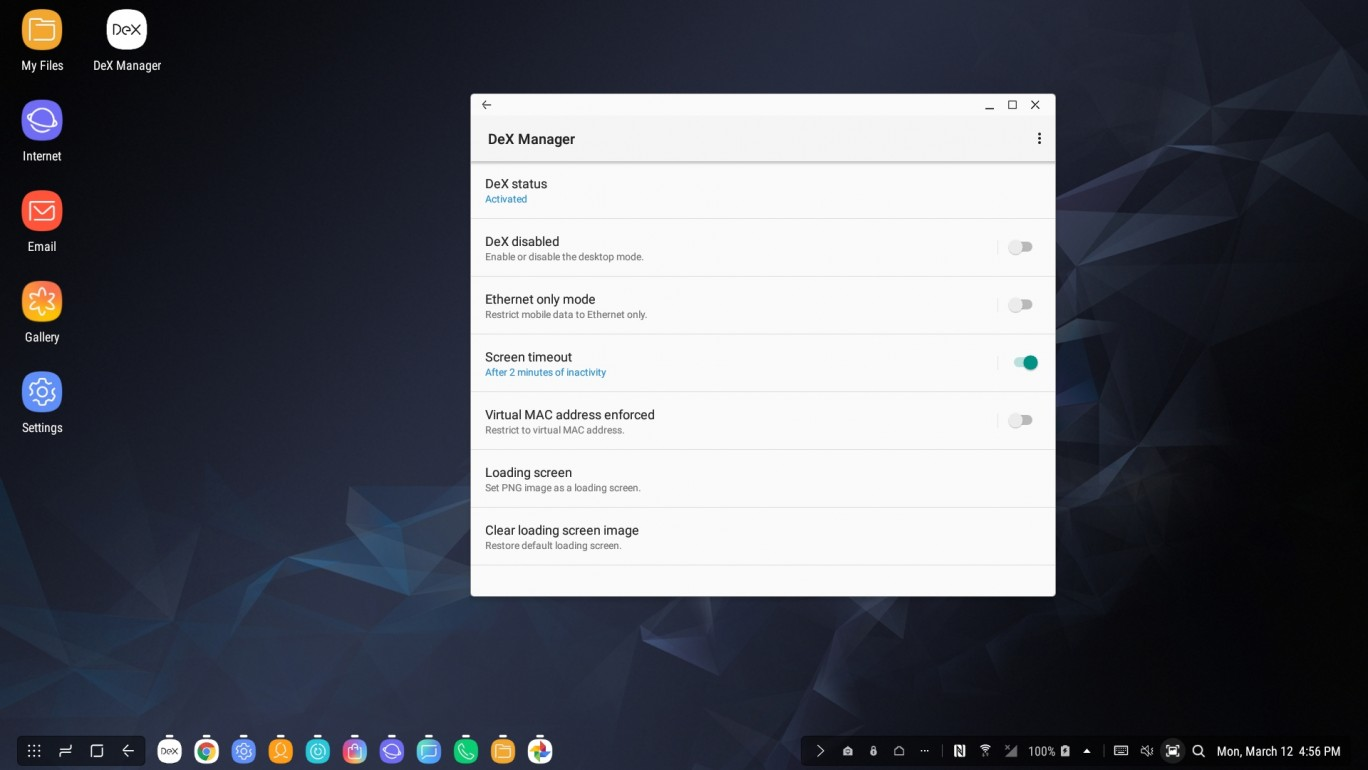 DeX
My Files
DeX Manager
Internet
Email
Gallery
Settings
DeX Manager
DeX status
Activated
DeX disabled
Enable or disable the desktop mode.
Ethernet only mode
Restrict mobile data to Ethernet only.
Screen timeout
After 2 minutes of inactivity
Virtual MAC address enforced
Restrict to virtual MAC address.
Loading screen
Set PNG image as a loading screen.
Clear loading screen image
Restore default loading screen.
DeX
100%
Mon, March 12 4:56 PM